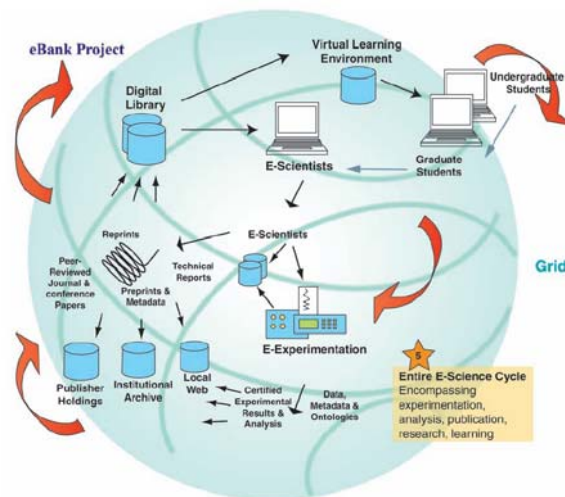 eBank Project
Virtual Learning
Environment
Undergraduate
Students
Digital
Library
E-Scientists
Graduate
Students
Reprints
E-Scientists
Peer-
Reviewed
Journal &
conference
Papers
Preprints &
Metadata
Technical
Reports
Grid
E-Experimentation
Publisher
Holdings
Institutional
Archive
Local
Web
Certified
Experimental
Results &
Analysis
Data,
Metadata &
Ontologies
5
Entire E-Science Cycle
Encompassing
experimentation,
analysis, publication,
research, learning